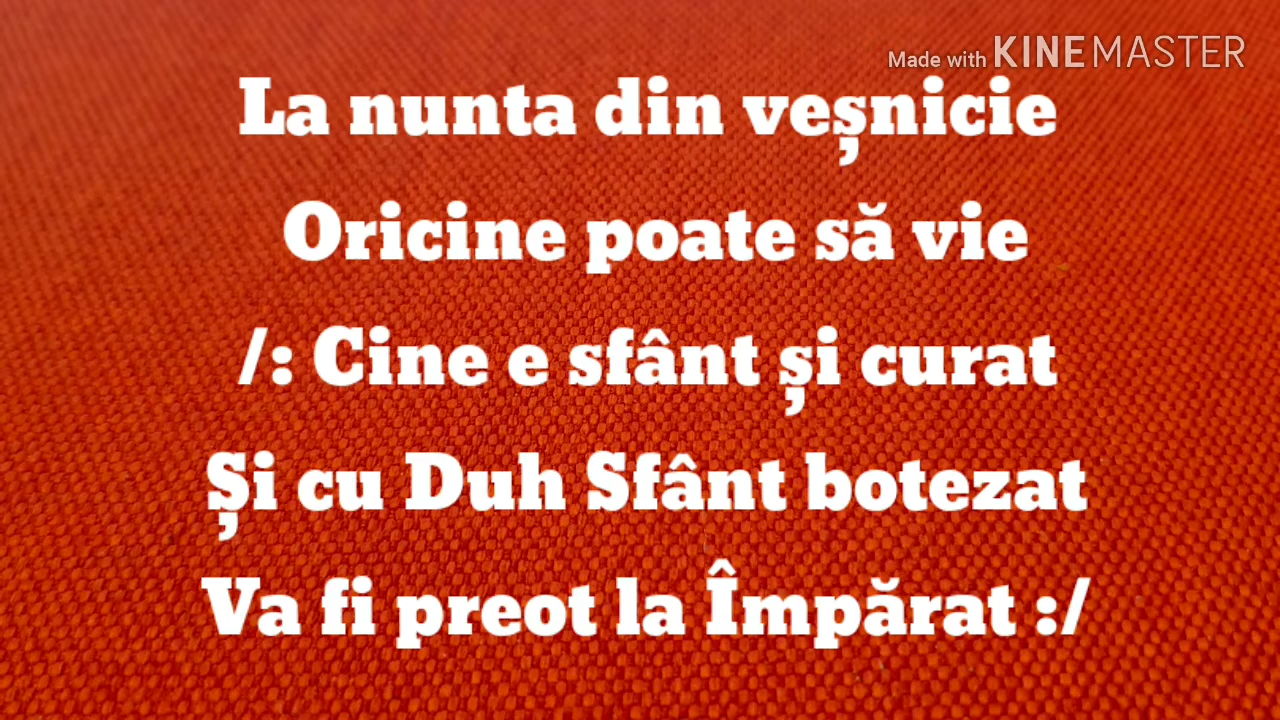 Made with KINEMASTER
La nunta din veșnicie
Oricine poate să vie
/: Cine e sfânt și curat
Și cu Duh Sfânt botezat
Va fi preot la Împărat :/